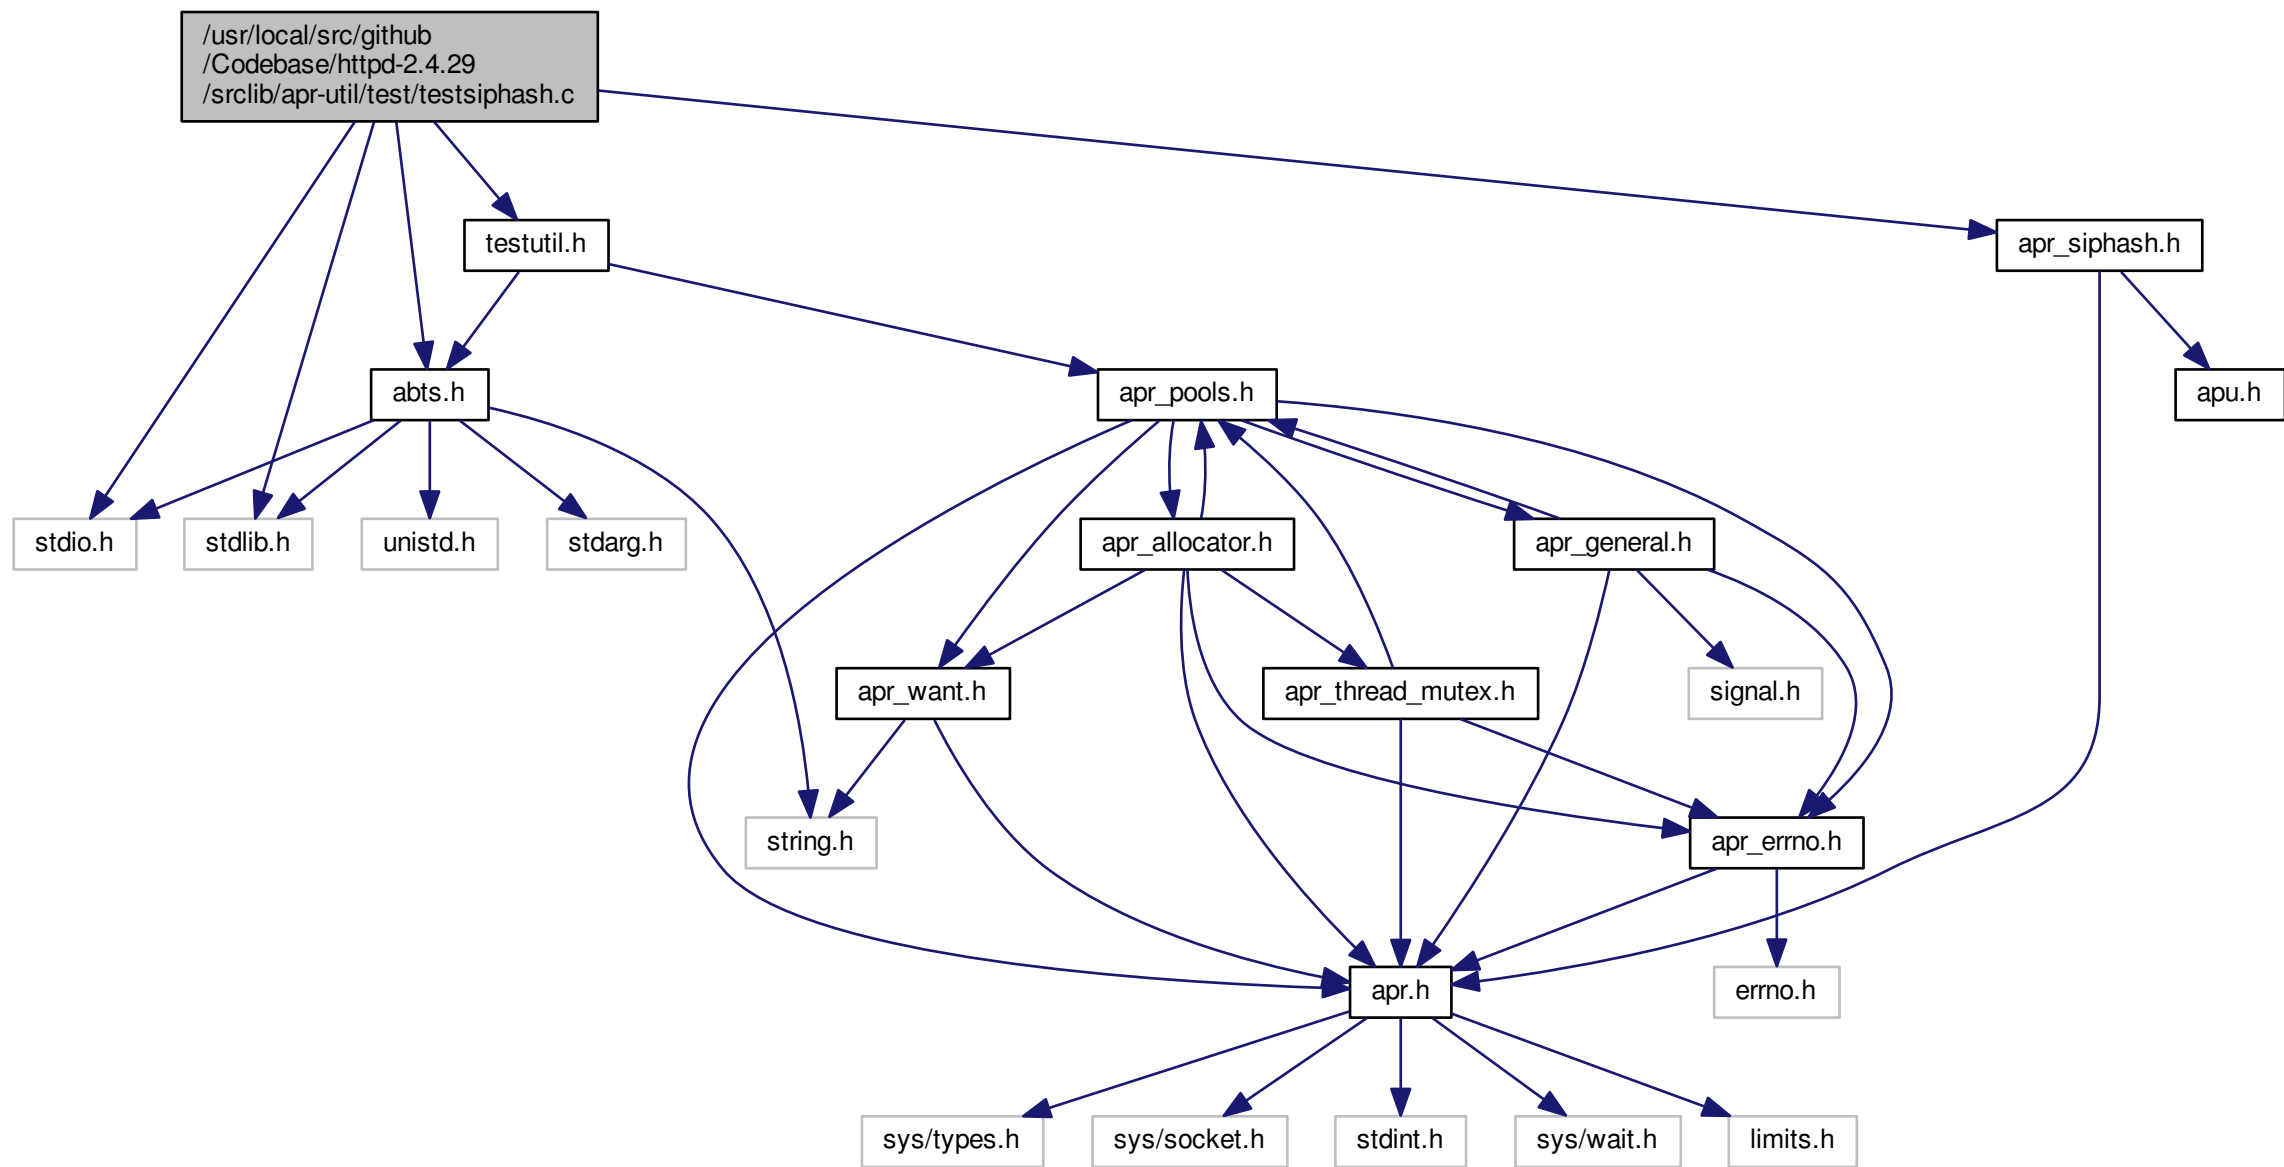 /usr/local/src/github
/Codebase/httpd-2.4.29
/srclib/apr-util/test/testsiphash.c
testutil.h
apr_siphash.h
abts.h
apr_pools.h
apu.h
stdio.h
stdlib.h
unistd.h
stdarg.h
apr_allocator.h
apr_general.h
apr_want.h
apr_thread_mutex.h
signal.h
string.h
apr_errno.h
apr.h
errno.h
sys/types.h
sys/socket.h
stdint.h
sys/wait.h
limits.h